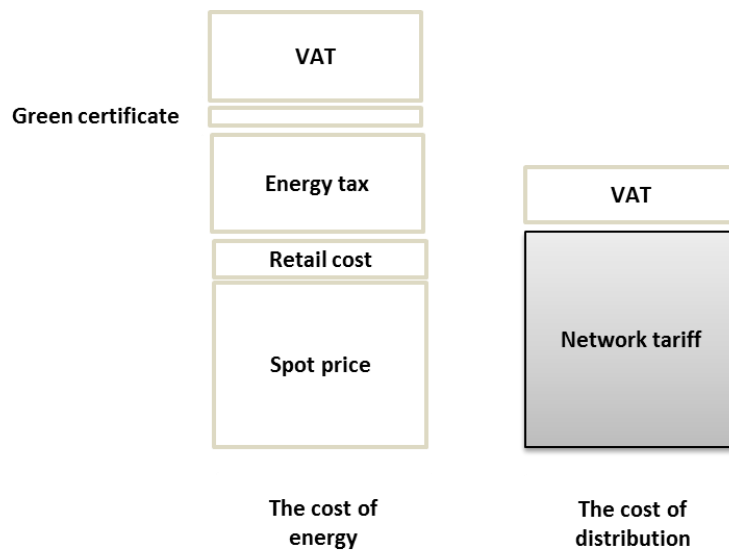 VAT
Green certificate
Energy tax
VAT
Retail cost
Network tariff
Spot price
The cost of
energy
The cost of
distribution